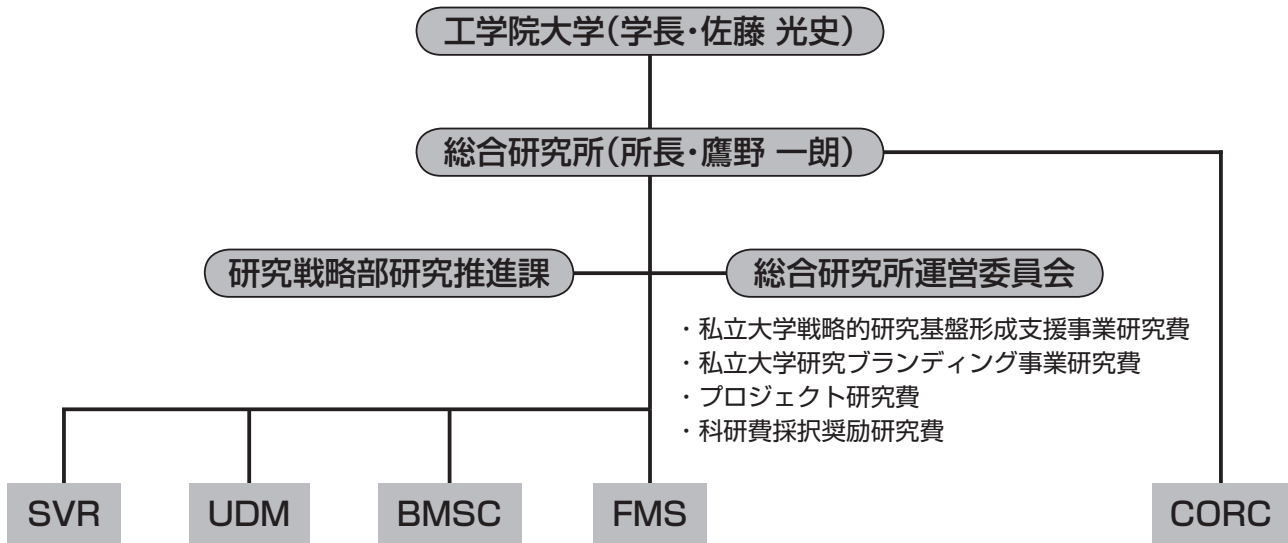 工学院大学(学長・佐藤 光史)
総合研究所(所長・鷹野 一朗)
研究戦略部研究推進課
総合研究所運営委員会
・私立大学戦略的研究基盤形成支援事業研究費
・私立大学研究ブランディング事業研究費
・プロジェクト研究費
・科研費採択奨励研究費
SVR
UDM
BMSC
FMS
CORC